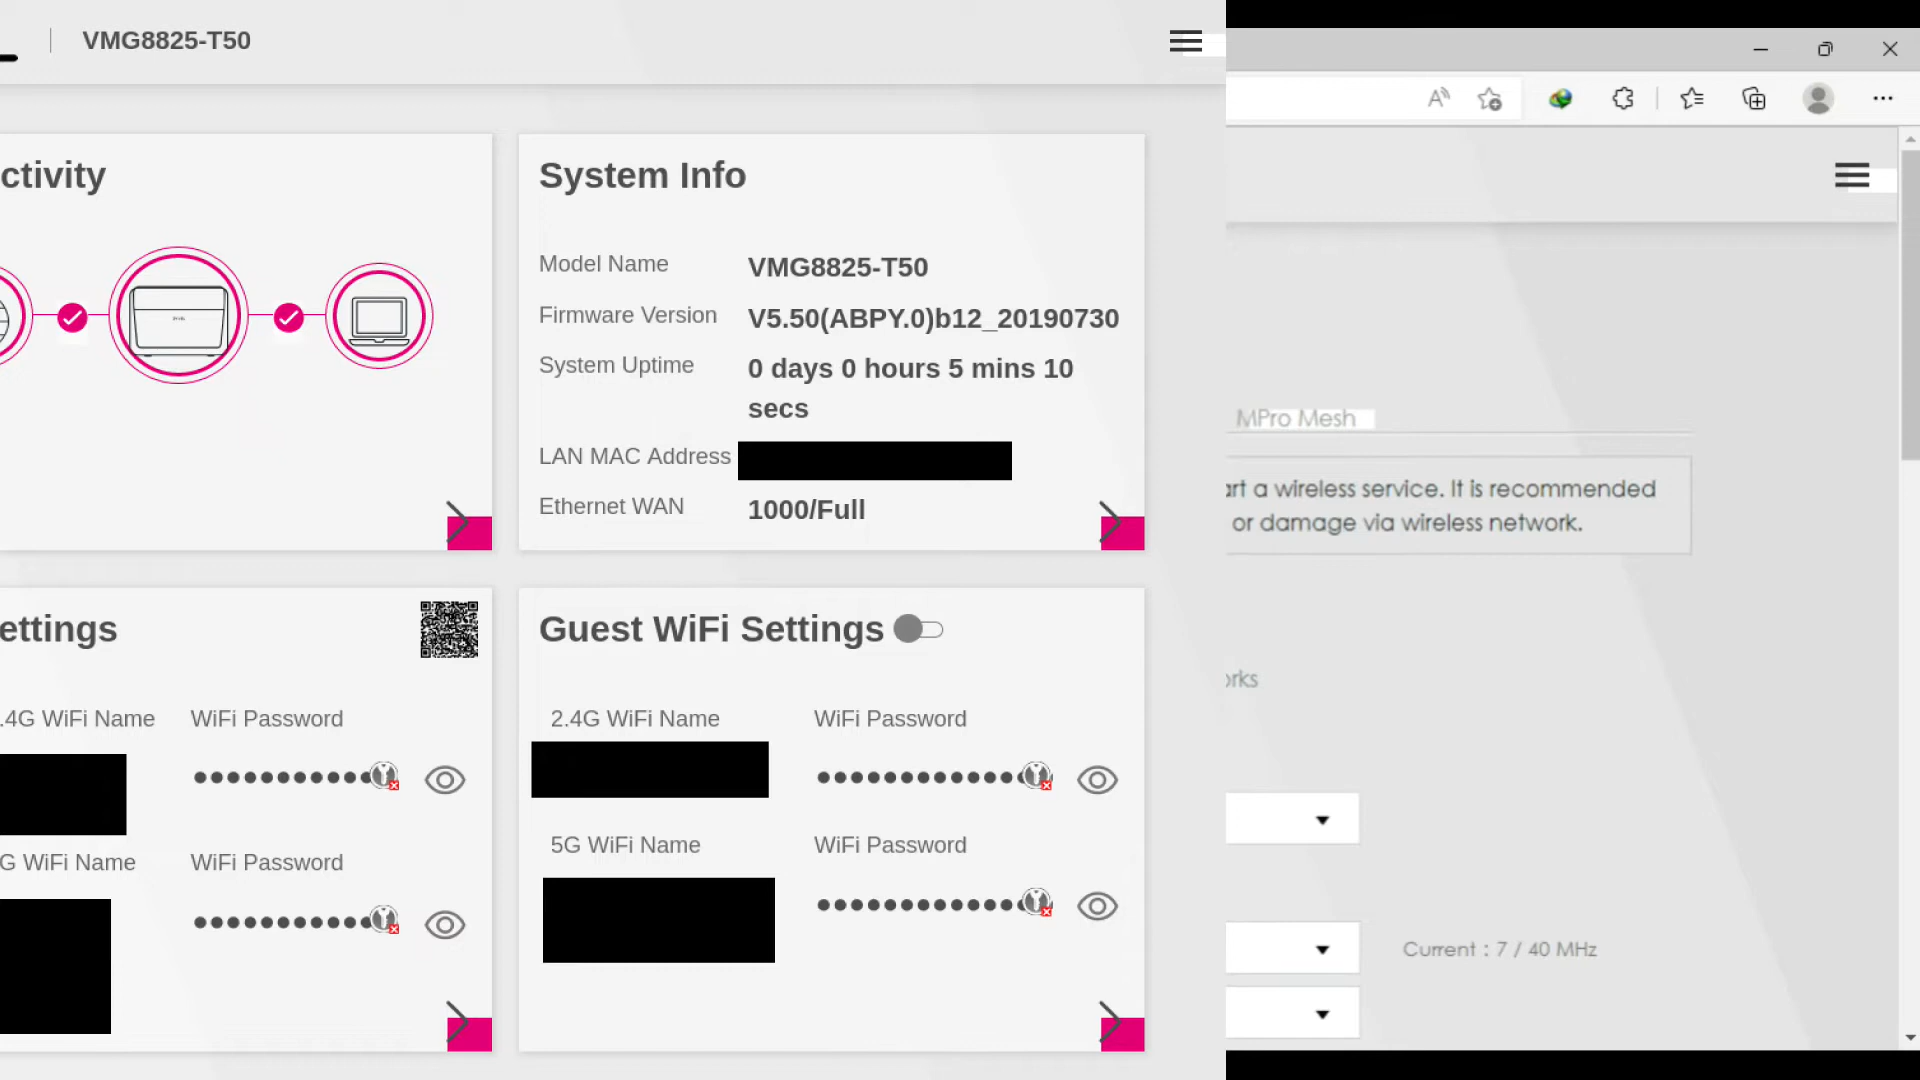 VMG8825-T50
ctivity
System Info
Model Name VMG8825-T50
Firmware Version V5.50(ABPY.0)b12_20190730
System Uptime 0 days 0 hours 5 mins 10
secs
LAN MAC Address
Ethernet WAN 1000/Full
ettings
Guest WiFi Settings
.4G WiFi Name WiFi Password
2.4G WiFi Name WiFi Password
G WiFi Name WiFi Password
5G WiFi Name WiFi Password
MPro Mesh
art a wireless service. It is recommended
or damage via wireless network.
orks
Current : 7 / 40 MHz